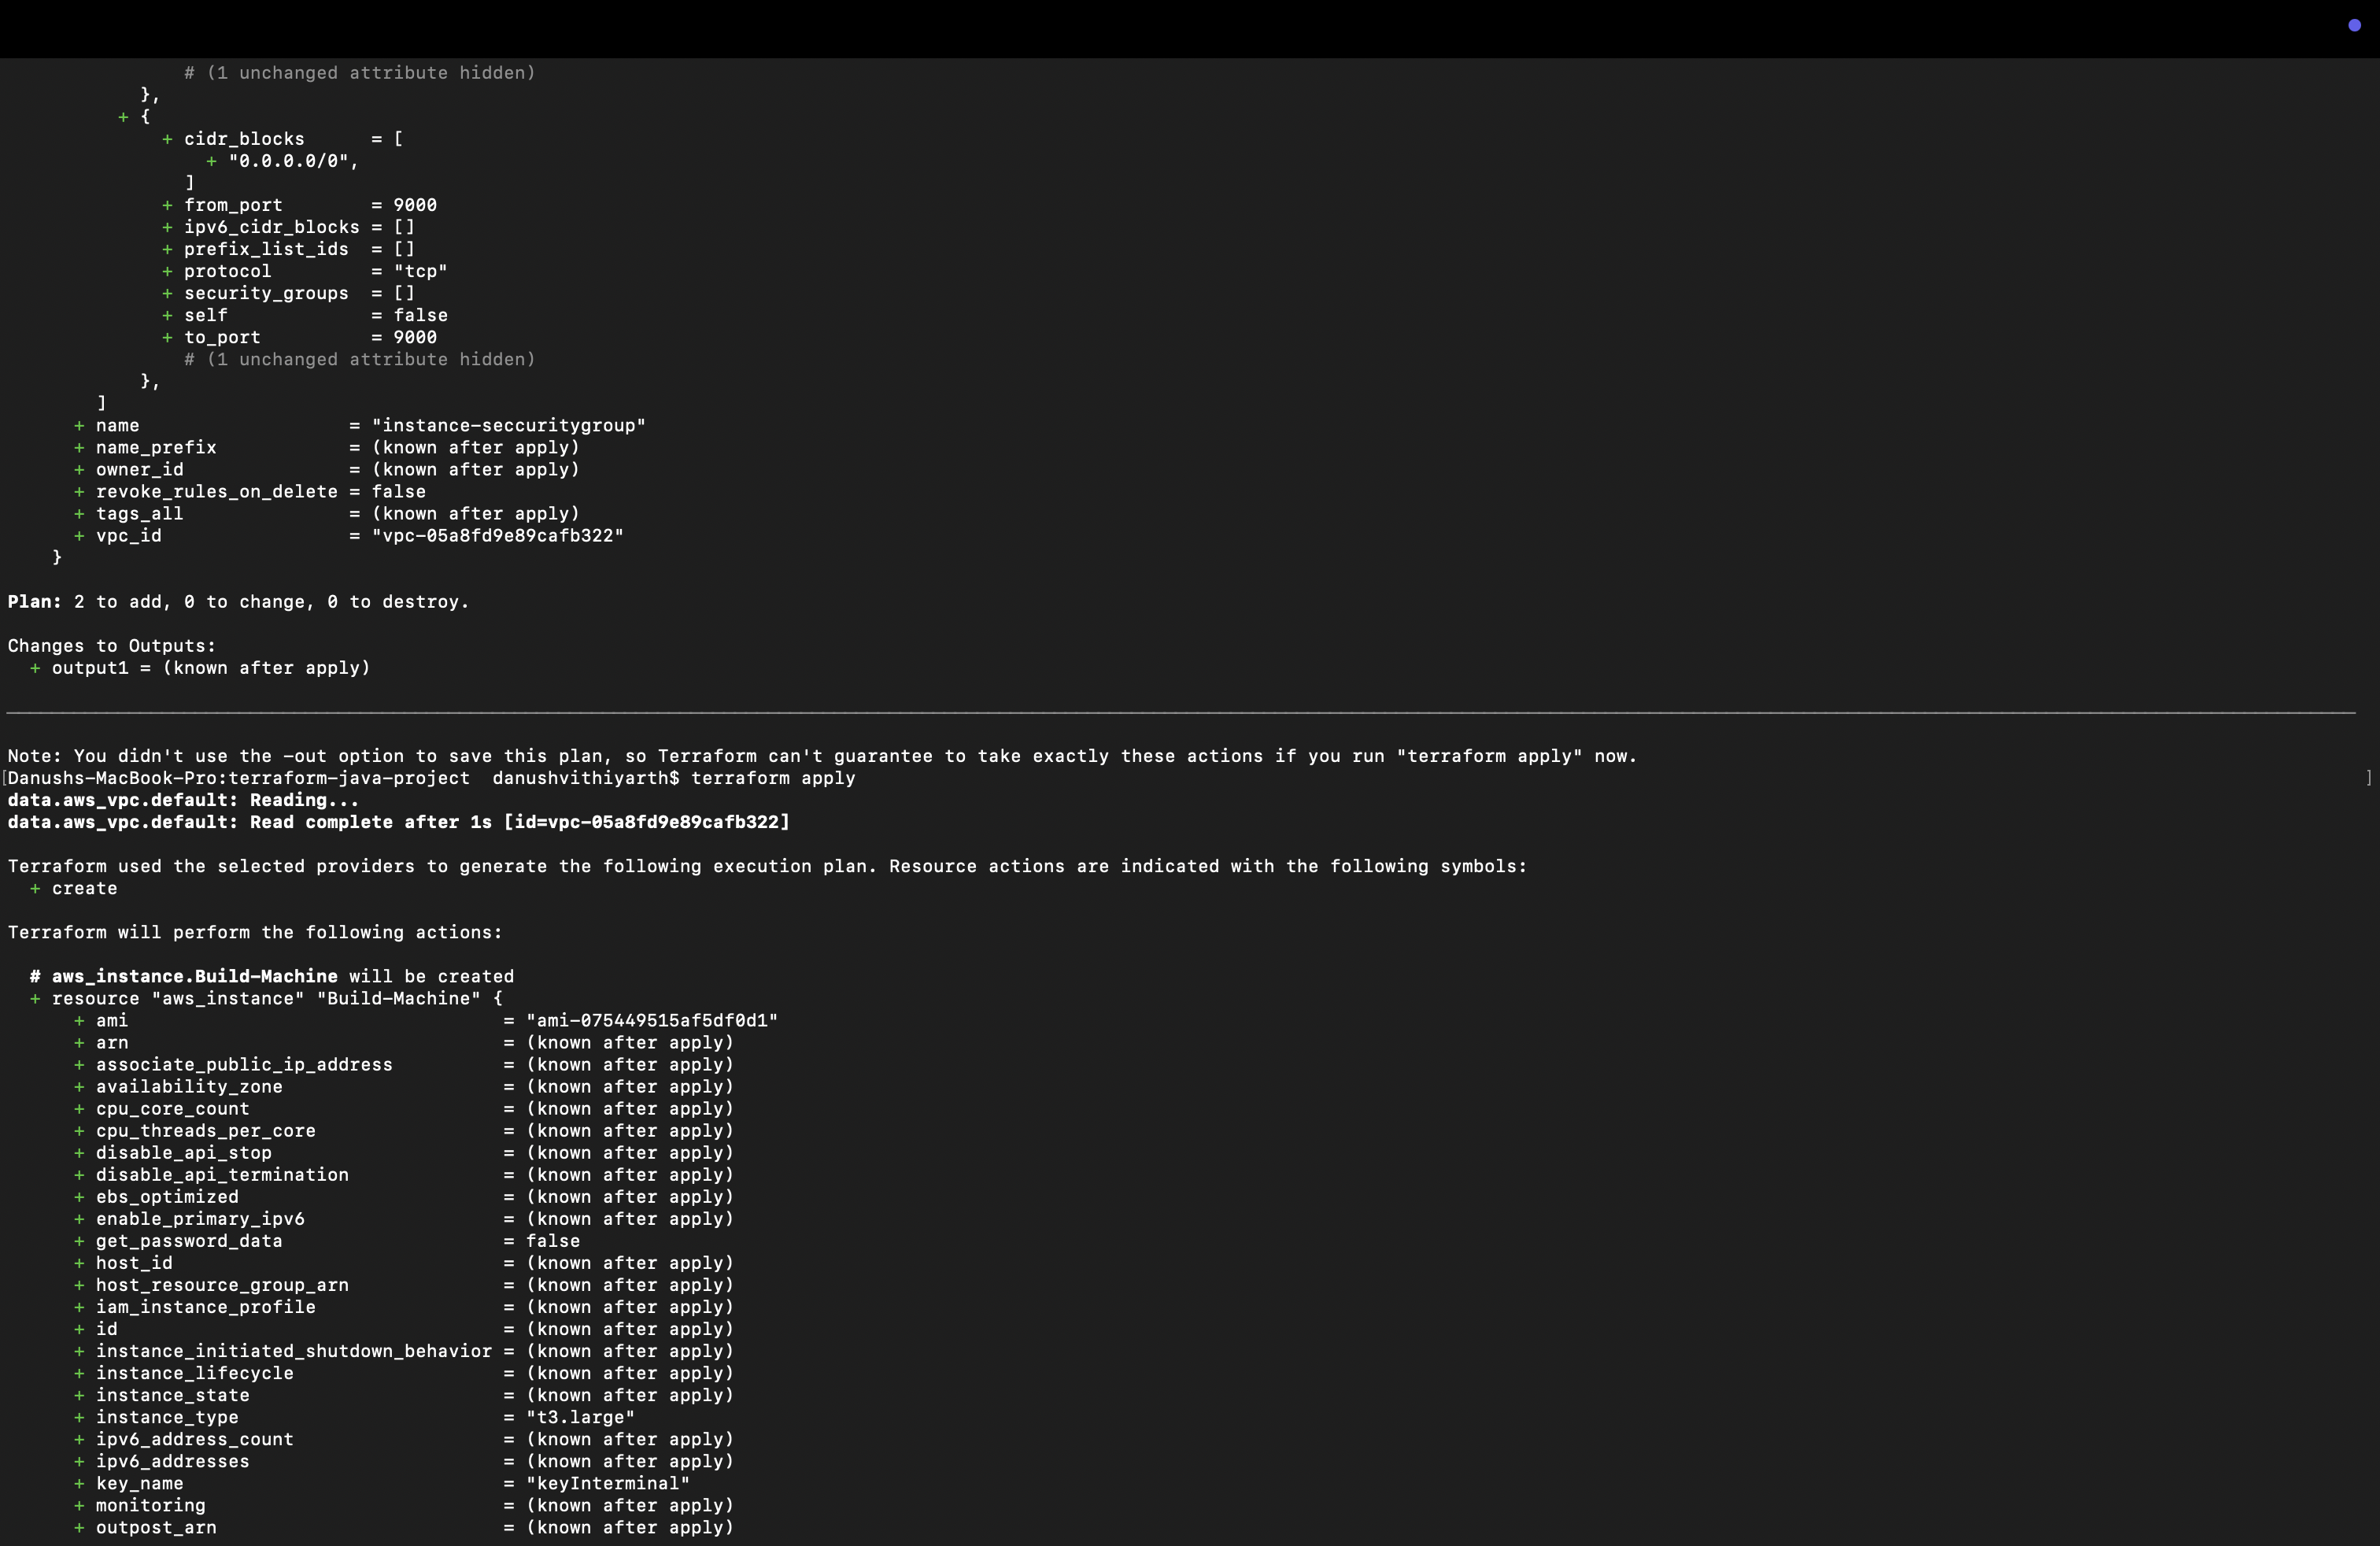 # (1 unchanged attribute hidden)
},
+ {
+ cidr_blocks      = [
+ "0.0.0.0/0",
]
+ from_port        = 9000
+ ipv6_cidr_blocks = []
+ prefix_list_ids  = []
+ protocol         = "tcp"
+ security_groups  = []
+ self             = false
+ to_port          = 9000
# (1 unchanged attribute hidden)
},
]
+ name                   = "instance-seccuritygroup"
+ name_prefix            = (known after apply)
+ owner_id               = (known after apply)
+ revoke_rules_on_delete = false
+ tags_all               = (known after apply)
+ vpc_id                 = "vpc-05a8fd9e89cafb322"
}
Plan: 2 to add, 0 to change, 0 to destroy.
Changes to Outputs:
+ output1 = (known after apply)
Note: You didn't use the -out option to save this plan, so Terraform can't guarantee to take exactly these actions if you run "terraform apply" now.
[Danushs-MacBook-Pro:terraform-java-project  danushvithiyarth$ terraform apply ]
data.aws_vpc.default: Reading...
data.aws_vpc.default: Read complete after 1s [id=vpc-05a8fd9e89cafb322]
Terraform used the selected providers to generate the following execution plan. Resource actions are indicated with the following symbols:
+ create
Terraform will perform the following actions:
# aws_instance.Build-Machine will be created
+ resource "aws_instance" "Build-Machine" {
+ ami                                  = "ami-075449515af5df0d1"
+ arn                                  = (known after apply)
+ associate_public_ip_address          = (known after apply)
+ availability_zone                    = (known after apply)
+ cpu_core_count                       = (known after apply)
+ cpu_threads_per_core                 = (known after apply)
+ disable_api_stop                     = (known after apply)
+ disable_api_termination              = (known after apply)
+ ebs_optimized                        = (known after apply)
+ enable_primary_ipv6                  = (known after apply)
+ get_password_data                    = false
+ host_id                              = (known after apply)
+ host_resource_group_arn              = (known after apply)
+ iam_instance_profile                 = (known after apply)
+ id                                   = (known after apply)
+ instance_initiated_shutdown_behavior = (known after apply)
+ instance_lifecycle                   = (known after apply)
+ instance_state                       = (known after apply)
+ instance_type                        = "t3.large"
+ ipv6_address_count                   = (known after apply)
+ ipv6_addresses                       = (known after apply)
+ key_name                             = "keyInterminal"
+ monitoring                           = (known after apply)
+ outpost_arn                          = (known after apply)